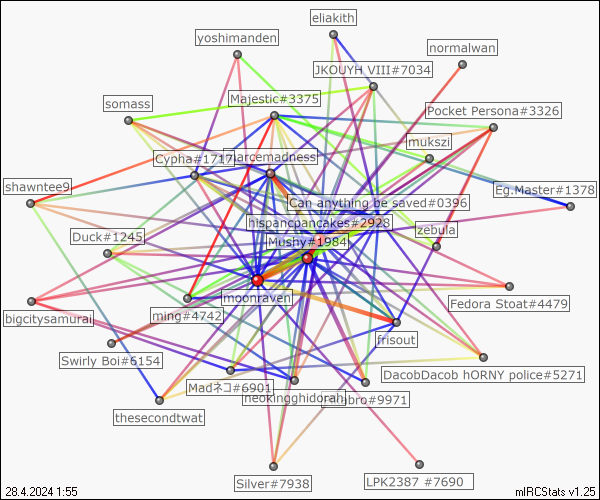 eliakith
yoshimanden
normalwan
JKOUYH VIII#7034
Majestic#3375
somass
Pocket Persona#3326
mukszi
Cypha#1717
narcemadness
shawntee9
Eg.Master#1378
Can anything be saved#0396
hispancpancakes#2928
zebula
Duck#1245
Mushy#1984
moonraven
Fedora Stoat#4479
bigcitysamurai
ming#4742
frisout
Swirly Boi#6154
DacobDacob hORNY police#5271
Madネコ#6901
neokingghidorah
#9971
thesecondtwat
Silver#7938
LPK2387 #7690
28.4.2024 1:55
mIRCStats v1.25